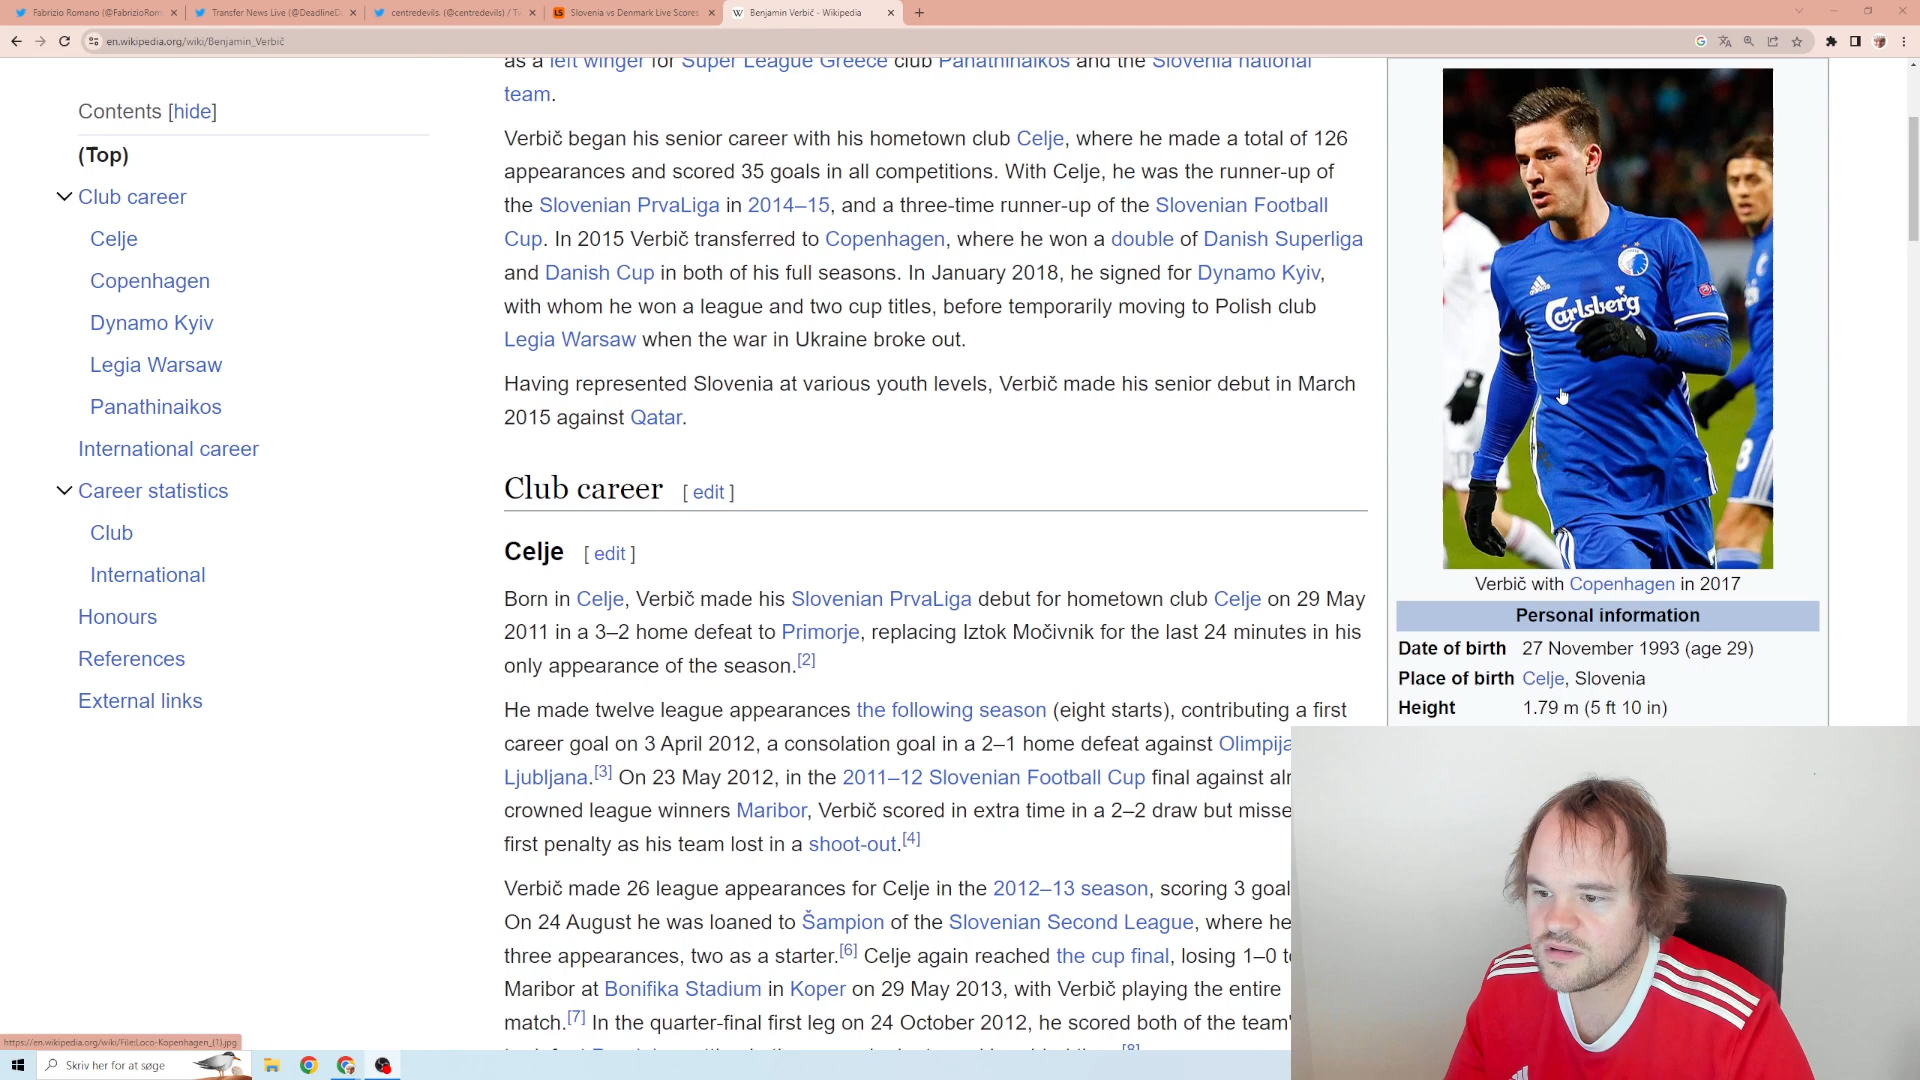 Fabrizio Romano (@FabrizioRom
Transfer News Live (@DeadlineD
centredevils. (@centredevils) / Tw
Slovenia vs Denmark Live Scores
Benjamin Verbič - Wikipedia
en.wikipedia.org/wiki/Benjamin_Verbič
as a left winger for Super League Greece club Panathinaikos and the Slovenia national
team.
Contents [hide]
(Top)
Club career
Celje
Copenhagen
Dynamo Kyiv
Legia Warsaw
Panathinaikos
International career
Career statistics
Club
International
Honours
References
External links
Verbič began his senior career with his hometown club Celje, where he made a total of 126
appearances and scored 35 goals in all competitions. With Celje, he was the runner-up of
the Slovenian PrvaLiga in 2014–15, and a three-time runner-up of the Slovenian Football
Cup. In 2015 Verbič transferred to Copenhagen, where he won a double of Danish Superliga
and Danish Cup in both of his full seasons. In January 2018, he signed for Dynamo Kyiv,
with whom he won a league and two cup titles, before temporarily moving to Polish club
Legia Warsaw when the war in Ukraine broke out.
Having represented Slovenia at various youth levels, Verbič made his senior debut in March
2015 against Qatar.
Club career [ edit ]
Celje [ edit ]
Born in Celje, Verbič made his Slovenian PrvaLiga debut for hometown club Celje on 29 May
2011 in a 3–2 home defeat to Primorje, replacing Iztok Močivnik for the last 24 minutes in his
only appearance of the season.[2]
He made twelve league appearances the following season (eight starts), contributing a first
career goal on 3 April 2012, a consolation goal in a 2–1 home defeat against Olimpija
Ljubljana.[3] On 23 May 2012, in the 2011–12 Slovenian Football Cup final against alr
crowned league winners Maribor, Verbič scored in extra time in a 2–2 draw but misse
first penalty as his team lost in a shoot-out.[4]
Verbič made 26 league appearances for Celje in the 2012–13 season, scoring 3 goal
On 24 August he was loaned to Šampion of the Slovenian Second League, where he
three appearances, two as a starter.[6] Celje again reached the cup final, losing 1–0 t
Maribor at Bonifika Stadium in Koper on 29 May 2013, with Verbič playing the entire
match.[7] In the quarter-final first leg on 24 October 2012, he scored both of the team'
[8]
Carlsberg
8
Verbič with Copenhagen in 2017
Personal information
Date of birth 27 November 1993 (age 29)
Place of birth Celje, Slovenia
Height 1.79 m (5 ft 10 in)
https://en.wikipedia.org/wiki/File:Loco-Kopenhagen_(1).jpg
Skriv her for at søge